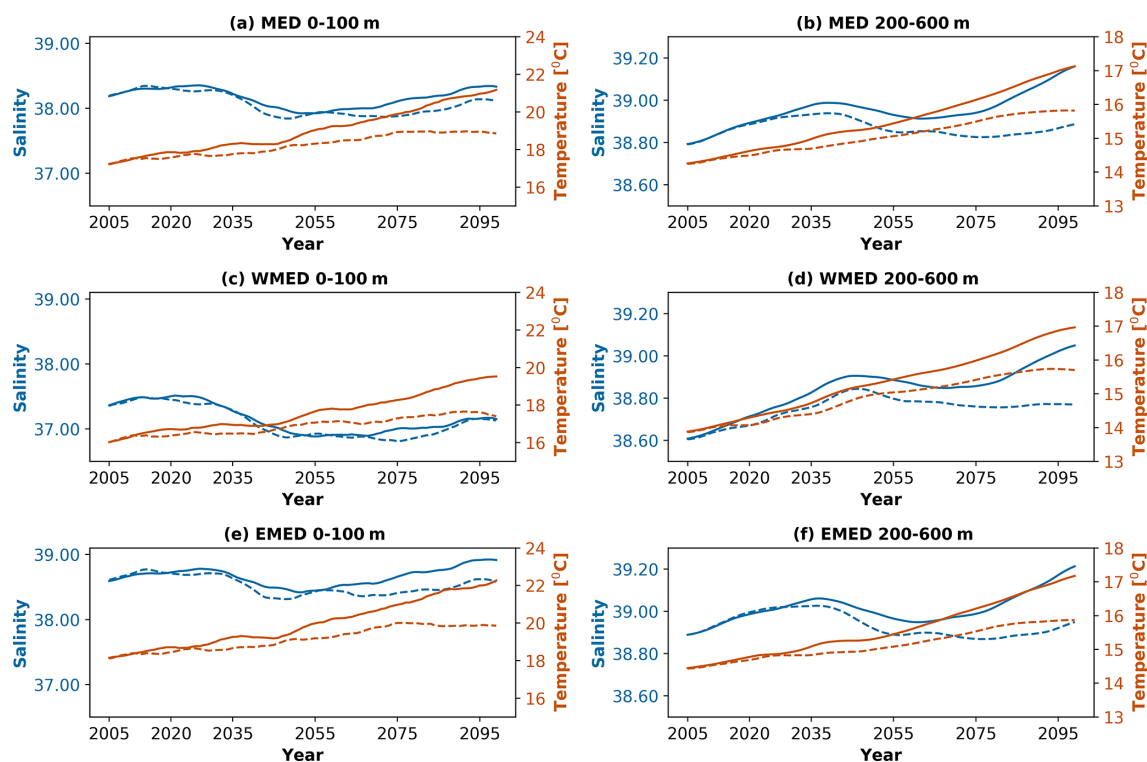 (a) MED 0-100 m
39.00
38.00
37.00
Salinity
24
22
20
18
16
Temperature [⁰C]
2005 2020 2035 2055 2075 2095
Year
(b) MED 200-600 m
39.20
39.00
38.80
38.60
Salinity
18
17
16
15
14
13
Temperature [⁰C]
2005 2020 2035 2055 2075 2095
Year
(c) WMED 0-100 m
39.00
38.00
37.00
Salinity
24
22
20
18
16
Temperature [⁰C]
2005 2020 2035 2055 2075 2095
Year
(d) WMED 200-600 m
39.20
39.00
38.80
38.60
Salinity
18
17
16
15
14
13
Temperature [⁰C]
2005 2020 2035 2055 2075 2095
Year
(e) EMED 0-100 m
39.00
38.00
37.00
Salinity
24
22
20
18
16
Temperature [⁰C]
2005 2020 2035 2055 2075 2095
Year
(f) EMED 200-600 m
39.20
39.00
38.80
38.60
Salinity
18
17
16
15
14
13
Temperature [⁰C]
2005 2020 2035 2055 2075 2095
Year